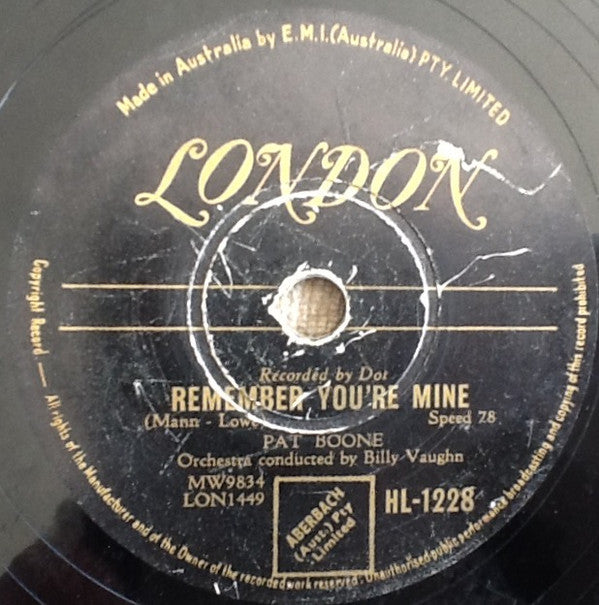 Made in Australia by E.M.I.(Australia) PTY. LIMITED
LONDON
Recorded by Dot
REMEMBER YOU'RE MINE
(Mann - Lowe
Speed 78
PAT BOONE
Orchestra conducted by Billy Vaughn
MW9834
LON1449
ABERBACH
(Aust.) Pty
Limited
HL-1228
Copyright Record — All rights of the Manufacturer and of the Owner of the recorded work reserved. Unauthorised public performance broadcasting and copying of this record prohibited